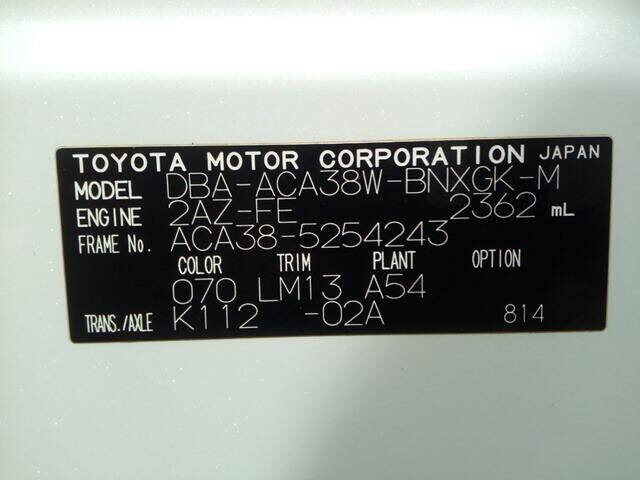 TOYOTA MOTOR CORPORATION JAPAN
MODEL DBA-ACA38W-BNXGK-M
ENGINE 2AZ-FE 2362 mL
FRAME No. ACA38-5254243
COLOR TRIM PLANT OPTION
070 LM13 A54
TRANS./AXLE K112 -02A 814